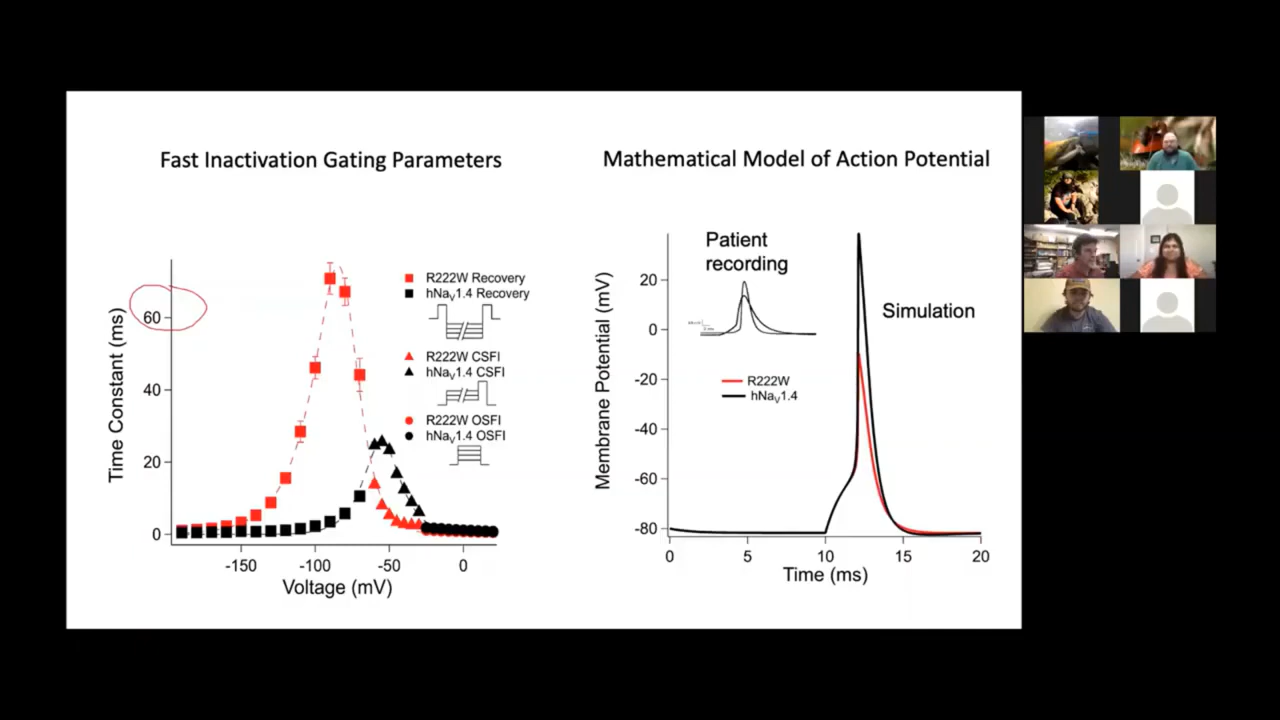 Fast Inactivation Gating Parameters
Time Constant (ms)
60
40
20
0
-150
-100
-50
0
Voltage (mV)
R222W Recovery
hNaV1.4 Recovery
R222W CSFI
hNaV1.4 CSFI
R222W OSFI
hNaV1.4 OSFI
Mathematical Model of Action Potential
Membrane Potential (mV)
20
0
-20
-40
-60
-80
0
5
10
15
20
Time (ms)
Patient
recording
Simulation
R222W
hNaV1.4